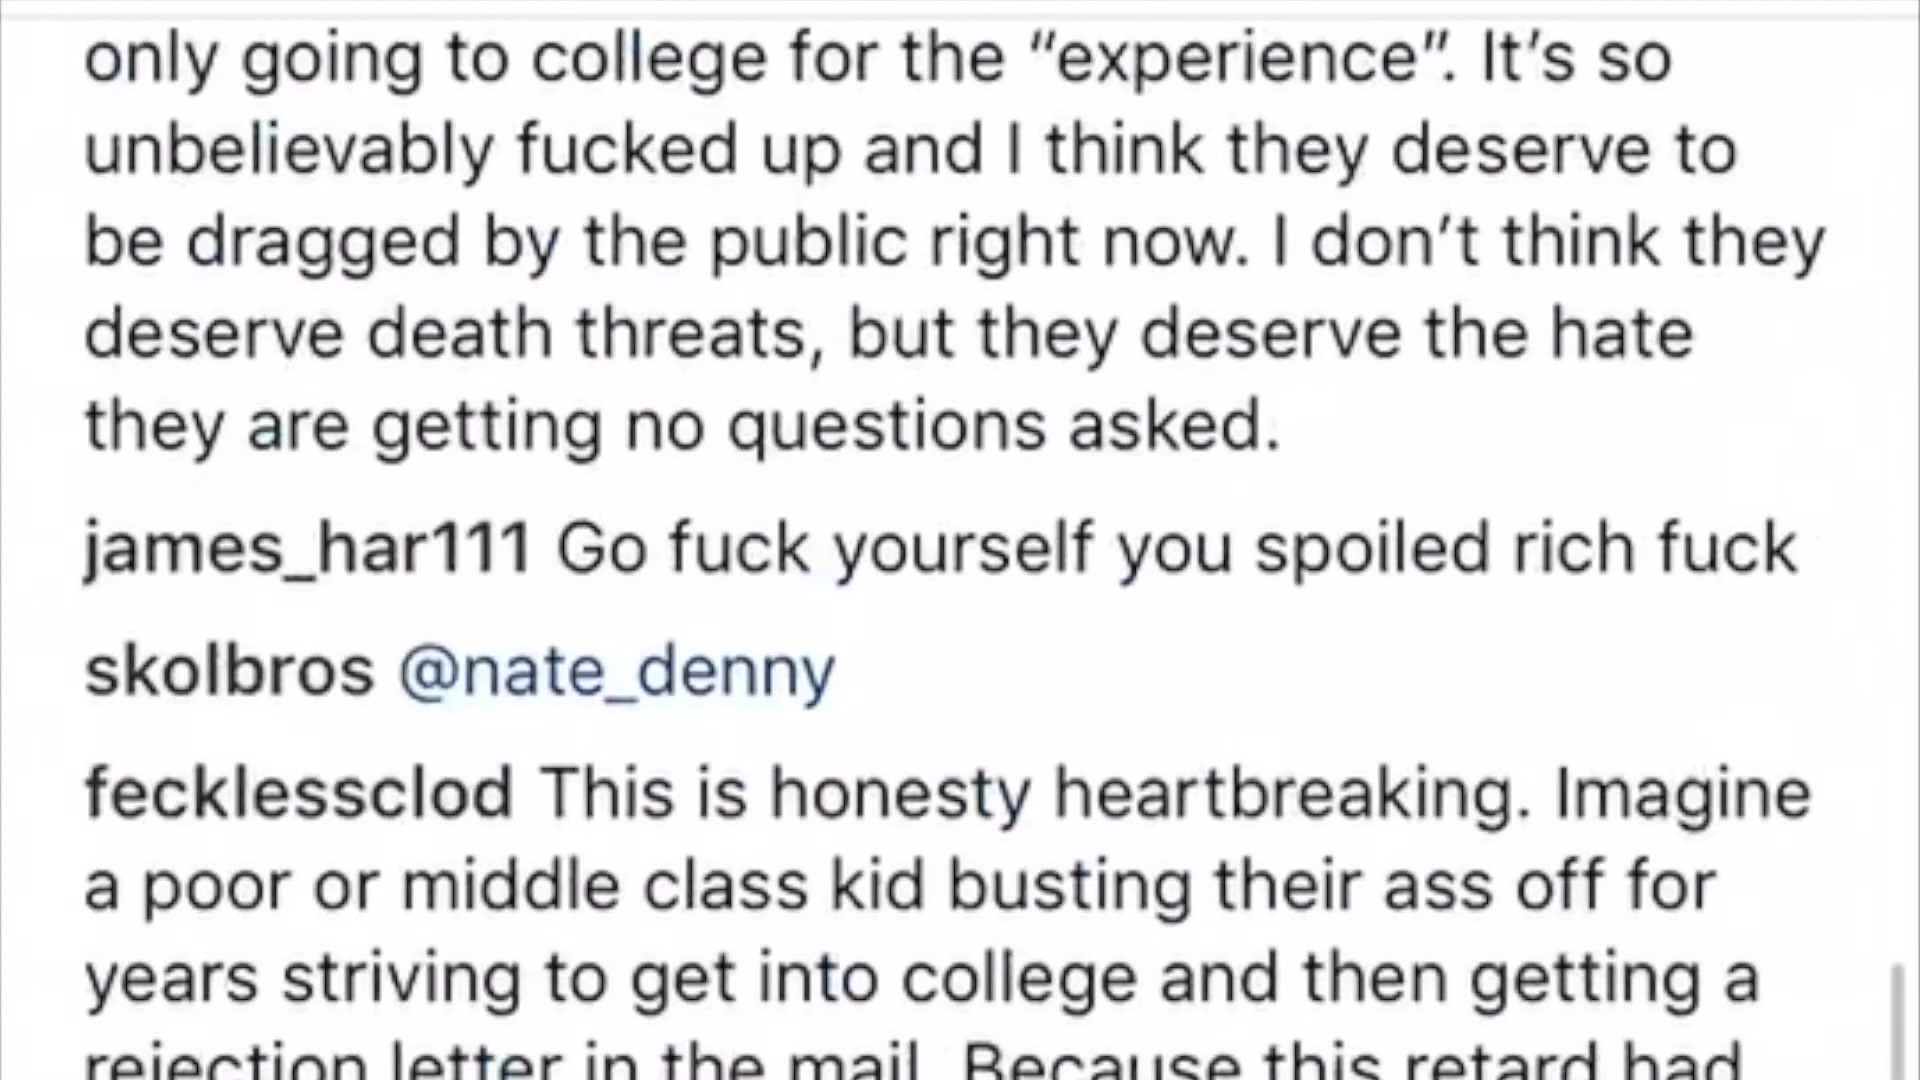 only going to college for the “experience”. It’s so
unbelievably fucked up and I think they deserve to
be dragged by the public right now. I don’t think they
deserve death threats, but they deserve the hate
they are getting no questions asked.
james_har111 Go fuck yourself you spoiled rich fuck
skolbros @nate_denny
fecklessclod This is honesty heartbreaking. Imagine
a poor or middle class kid busting their ass off for
years striving to get into college and then getting a
rejection letter in the mail. Because this retard had